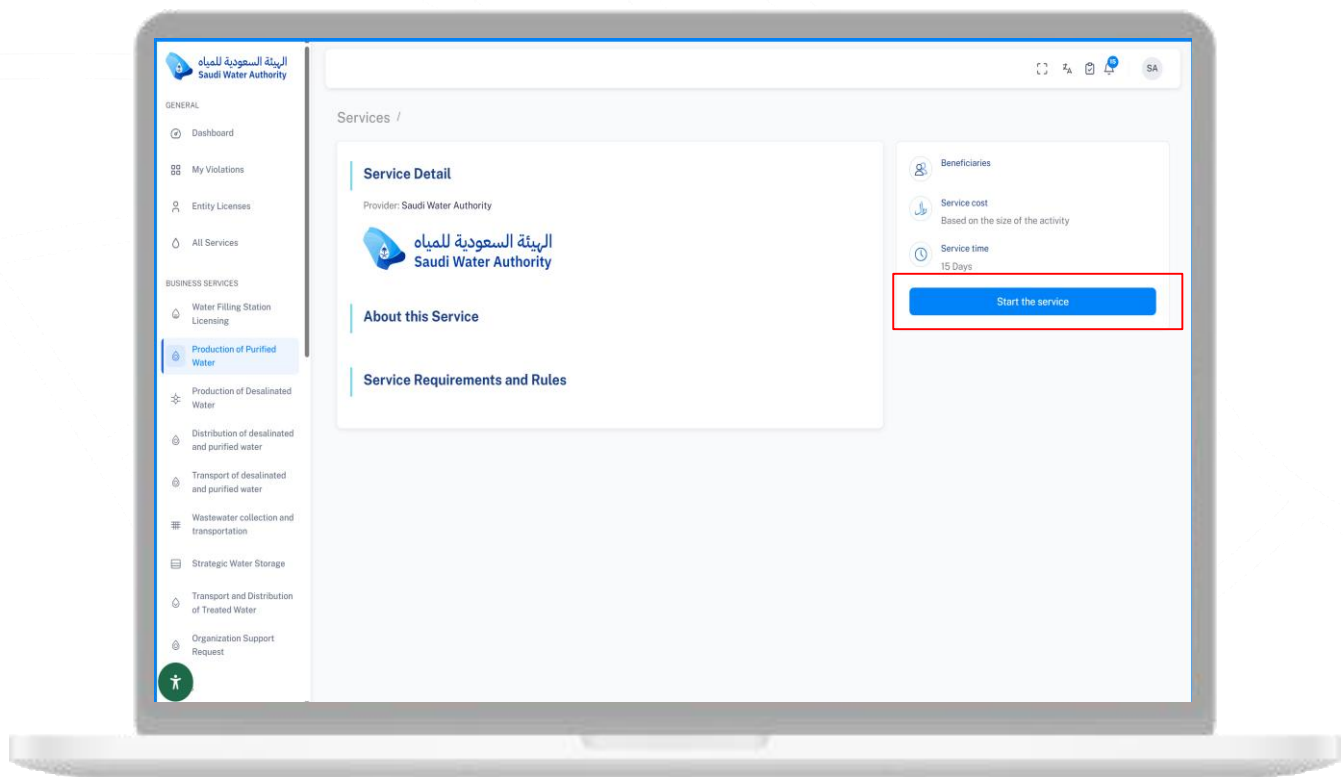 الهيئة السعودية للمياه
Saudi Water Authority
GENERAL
Dashboard
My Violations
Entity Licenses
All Services
BUSINESS SERVICES
Water Filling Station
Licensing
Production of Purified
Water
Production of Desalinated
Water
Distribution of desalinated
and purified water
Transport of desalinated
and purified water
Wastewater collection and
transportation
Strategic Water Storage
Transport and Distribution
of Treated Water
Organization Support
Request
15
SA
Services /
Service Detail
Provider: Saudi Water Authority
الهيئة السعودية للمياه
Saudi Water Authority
About this Service
Service Requirements and Rules
Beneficiaries
Service cost
Based on the size of the activity
Service time
15 Days
Start the service